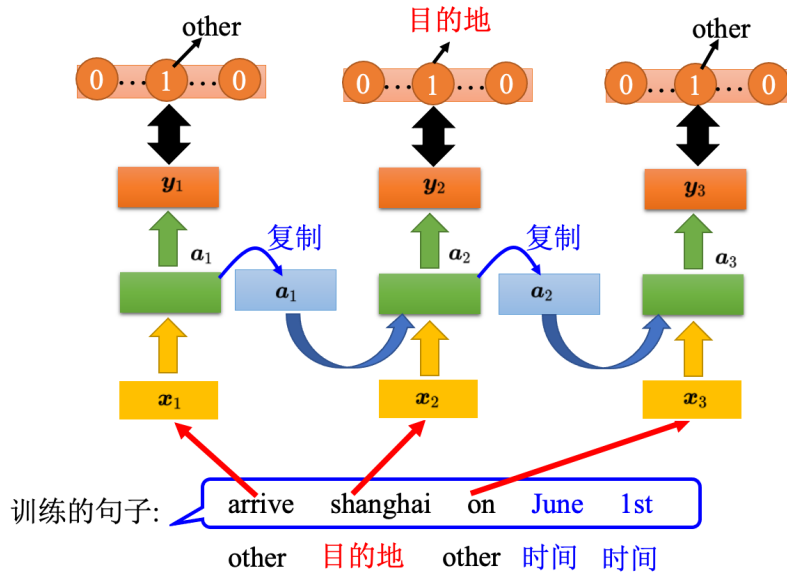 other 目的地 other
0 … 1 … 0 0 … 1 … 0 0 … 1 … 0
y₁ y₂ y₃
复制 复制
a₁ a₂ a₃
a₁ a₂
x₁ x₂ x₃
训练的句子: arrive shanghai on June 1st
other 目的地 other 时间 时间